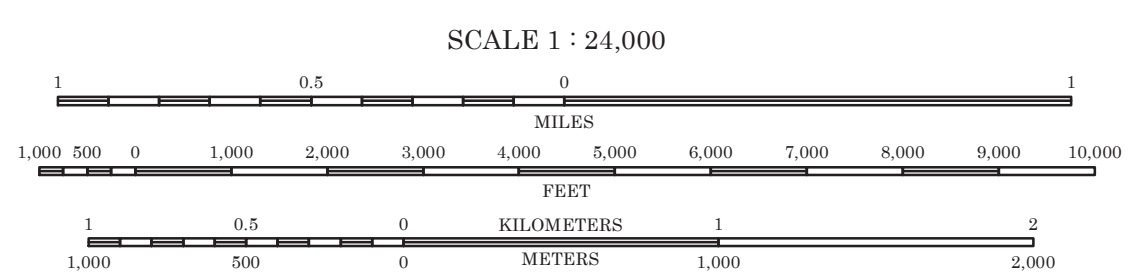 SCALE 1 : 24,000
1 0.5 0 1
MILES
1,000 500 0 1,000 2,000 3,000 4,000 5,000 6,000 7,000 8,000 9,000 10,000
FEET
1 0.5 0 KILOMETERS 1 2
1,000 500 0 METERS 1,000 2,000